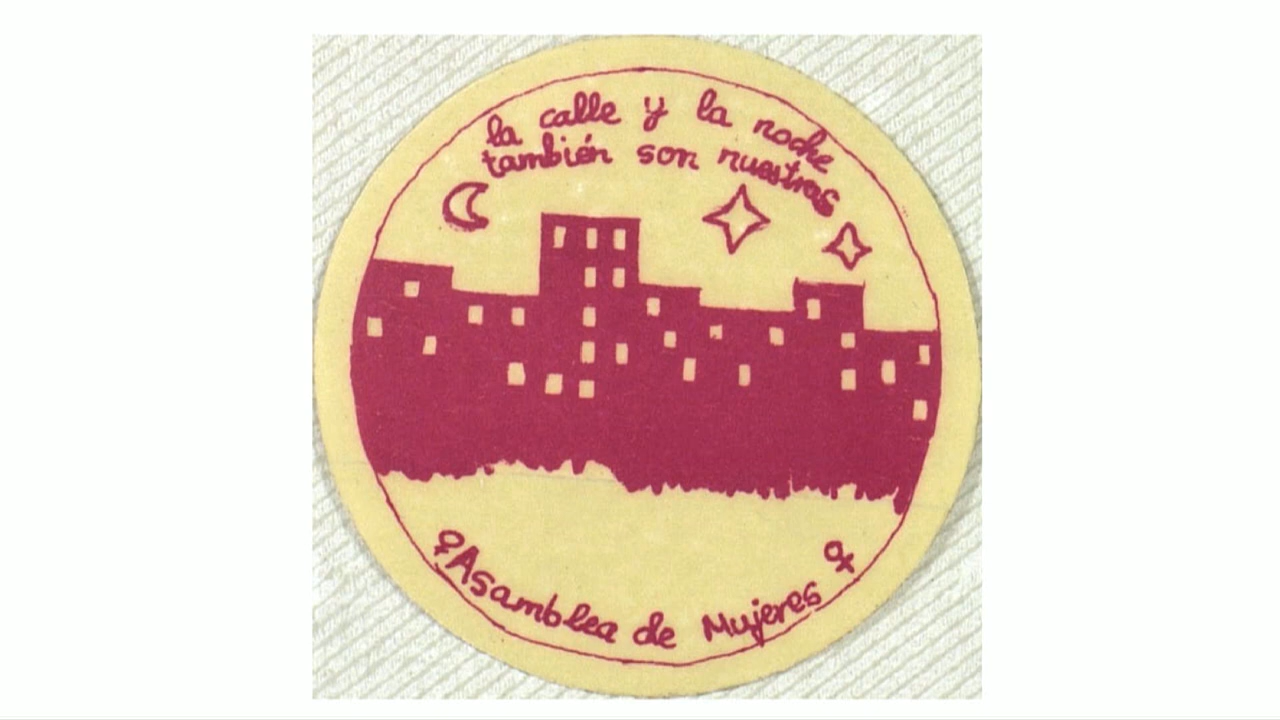 la calle y la noche
también son nuestras
♀Asamblea de Mujeres♀